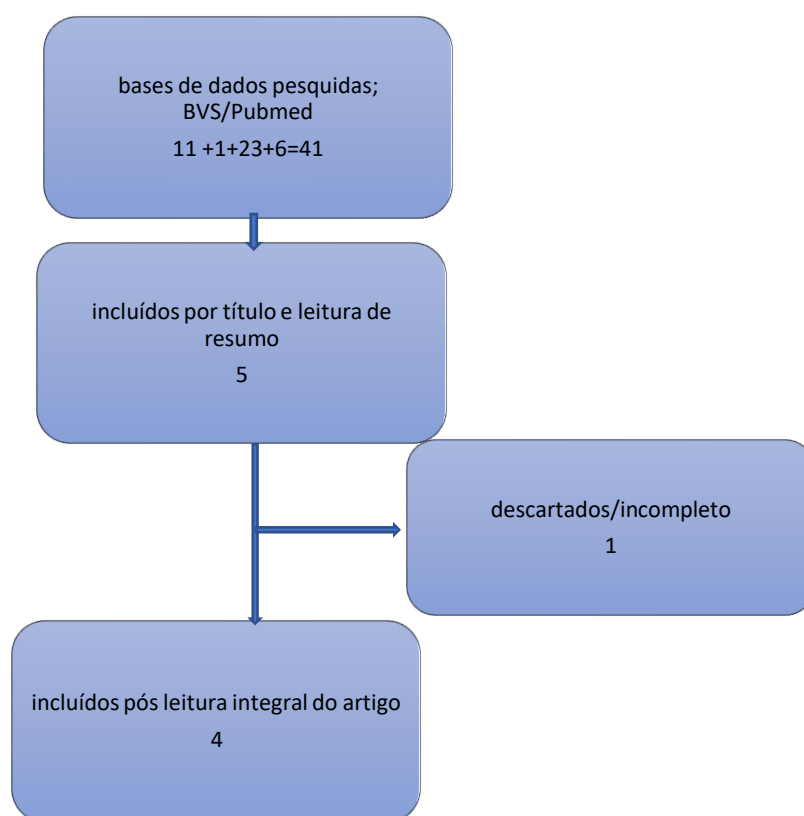 bases de dados pesquidas;
BVS/Pubmed
11 +1+23+6=41
incluídos por título e leitura de
resumo
5
descartados/incompleto
1
incluídos pós leitura integral do artigo
4